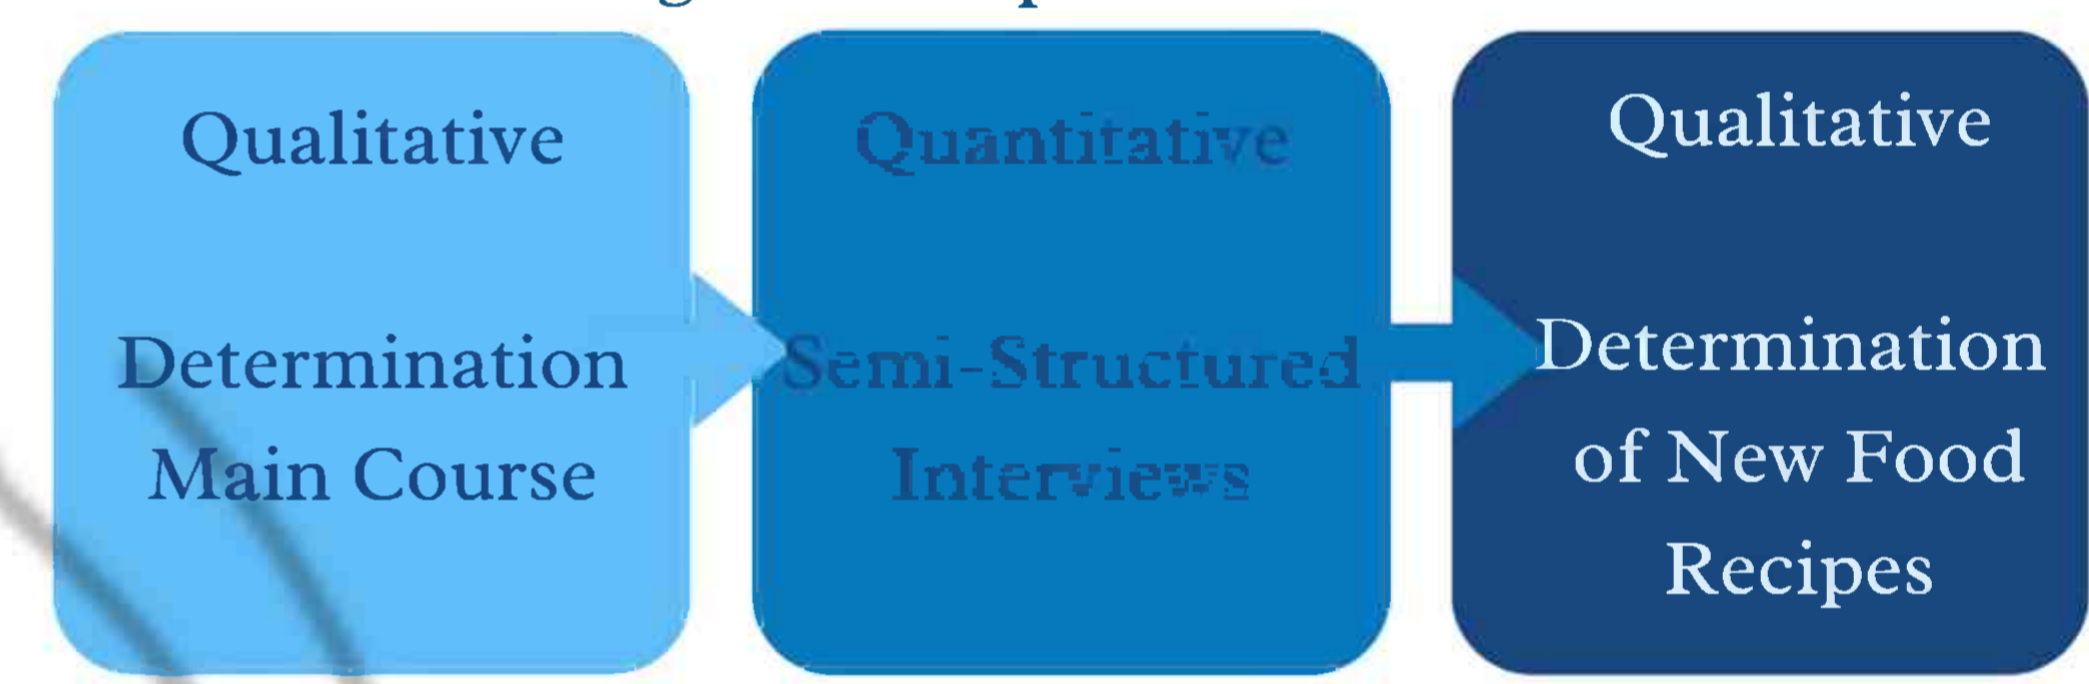 Qualitative
Determination
Main Course
Quantitative
Semi-Structured
Interviews
Qualitative
Determination
of New Food
Recipes